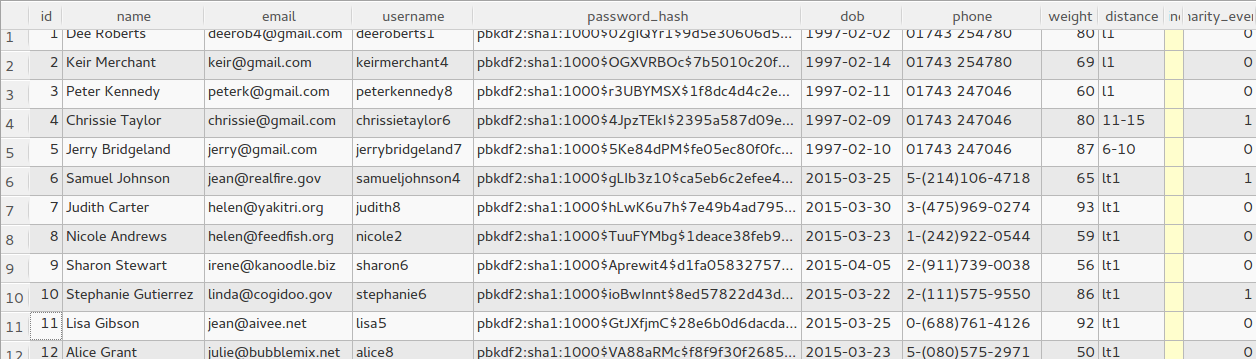 id name email username password_hash dob phone weight distance harity_ever
1 1 Dee Roberts deerob4@gmail.com deeroberts1 pbkdf2:sha1:1000$02gIQYr1$9d5e30606d5... 1997-02-02 01743 254780 80 l1 0
2 2 Keir Merchant keir@gmail.com keirmerchant4 pbkdf2:sha1:1000$OGXVRBOc$7b5010c20f... 1997-02-14 01743 254780 69 l1 0
3 3 Peter Kennedy peterk@gmail.com peterkennedy8 pbkdf2:sha1:1000$r3UBYMSX$1f8dc4d4c2e... 1997-02-11 01743 247046 60 l1 0
4 4 Chrissie Taylor chrissie@gmail.com chrissietaylor6 pbkdf2:sha1:1000$4JpzTEkI$2395a587d09e... 1997-02-09 01743 247046 80 11-15 1
5 5 Jerry Bridgeland jerry@gmail.com jerrybridgeland7 pbkdf2:sha1:1000$5Ke84dPM$fe05ec80f0fc... 1997-02-10 01743 247046 87 6-10 0
6 6 Samuel Johnson jean@realfire.gov samueljohnson4 pbkdf2:sha1:1000$gLIb3z10$ca5eb6c2efee4... 2015-03-25 5-(214)106-4718 65 lt1 1
7 7 Judith Carter helen@yakitri.org judith8 pbkdf2:sha1:1000$hLwK6u7h$7e49b4ad795... 2015-03-30 3-(475)969-0274 93 lt1 0
8 8 Nicole Andrews helen@feedfish.org nicole2 pbkdf2:sha1:1000$TuuFYMbg$1deace38feb9... 2015-03-23 1-(242)922-0544 59 lt1 0
9 9 Sharon Stewart irene@kanoodle.biz sharon6 pbkdf2:sha1:1000$Aprewit4$d1fa05832757... 2015-04-05 2-(911)739-0038 56 lt1 0
10 10 Stephanie Gutierrez linda@cogidoo.gov stephanie6 pbkdf2:sha1:1000$ioBwInnt$8ed57822d43d... 2015-03-22 2-(111)575-9550 86 lt1 1
11 11 Lisa Gibson jean@aivee.net lisa5 pbkdf2:sha1:1000$GtJXfjmC$28e6b0d6dacda... 2015-03-25 0-(688)761-4126 92 lt1 0
12 12 Alice Grant julie@bubblemix.net alice8 pbkdf2:sha1:1000$VA88aRMc$f8f9f30f2685... 2015-03-23 5-(080)575-2971 50 lt1 0